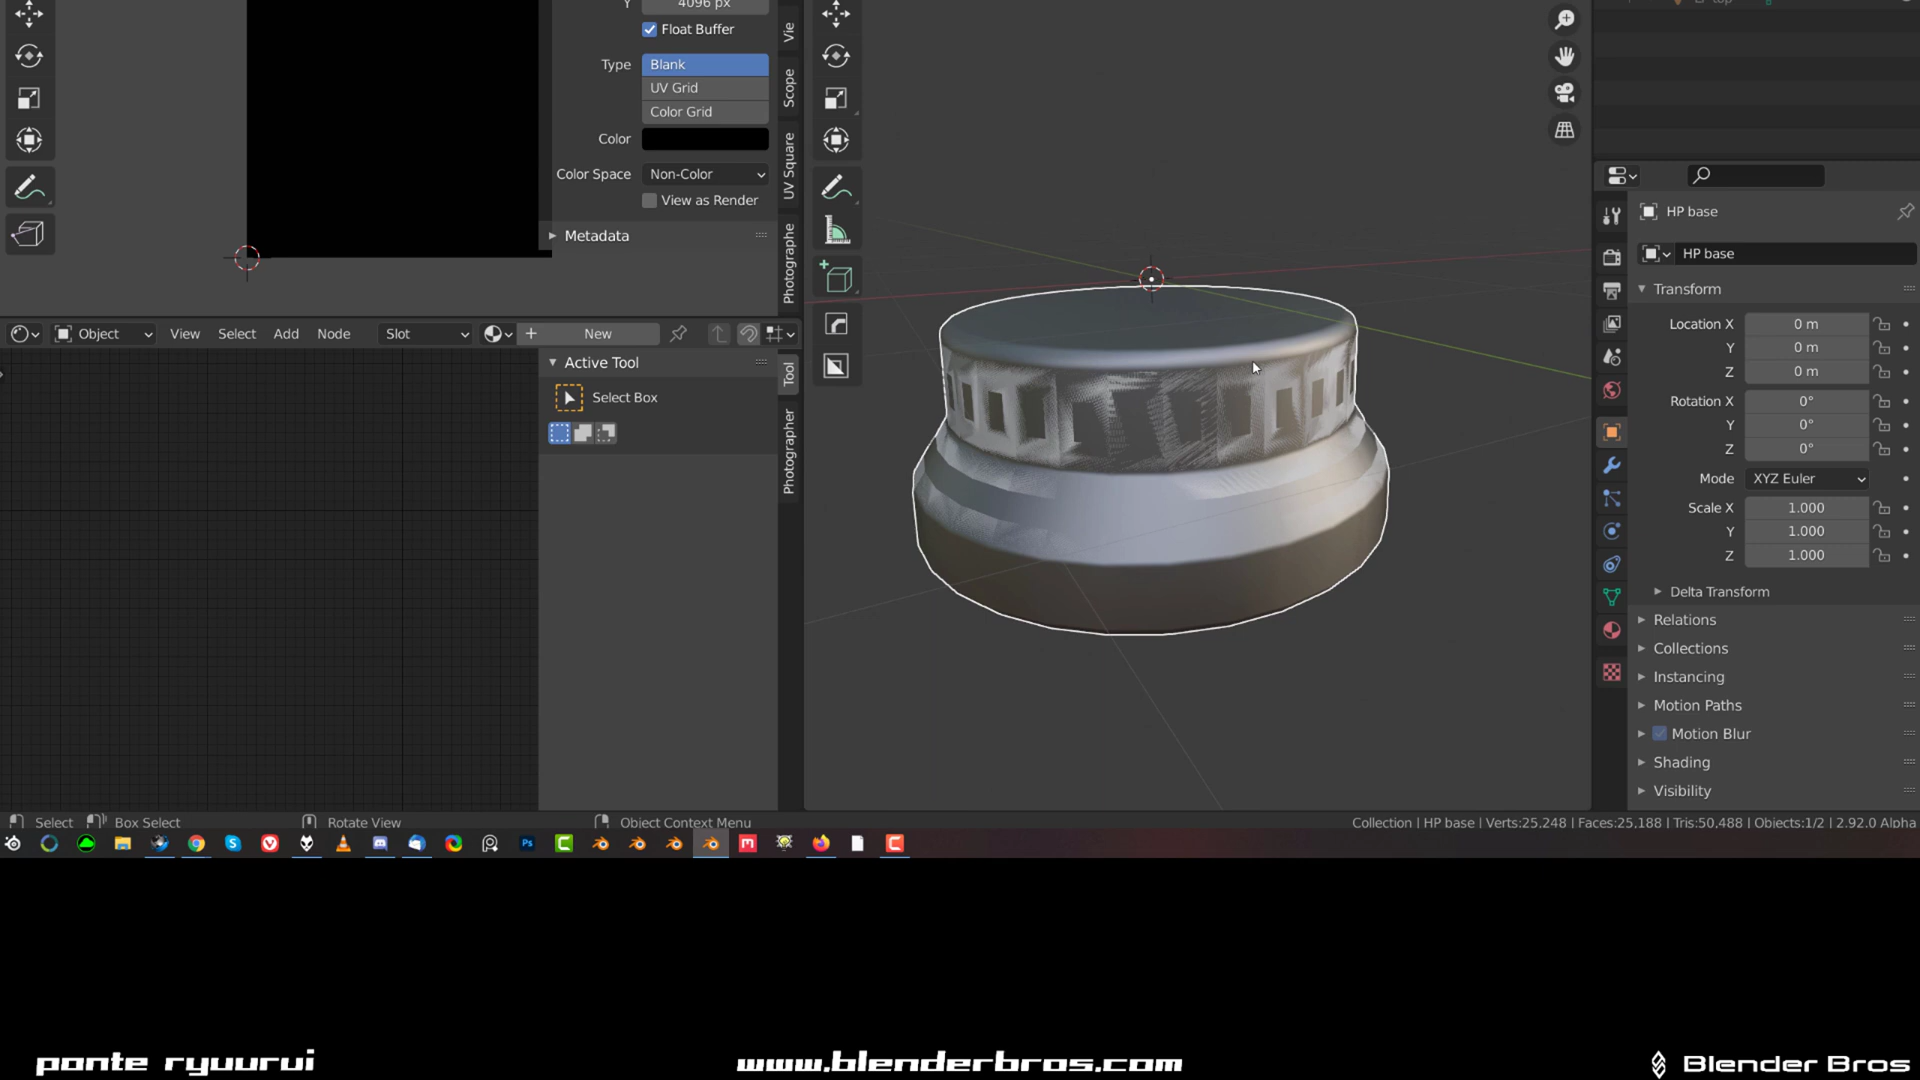 Y
4096 px
Float Buffer
Type
Blank
UV Grid
Color Grid
Color
Color Space
Non-Color
View as Render
Metadata
Vie
Scope
UV Square
Photographe
Object
View
Select
Add
Node
Slot
New
Active Tool
Select Box
Tool
Photographer
HP base
HP base
Transform
Location X
0 m
Y
0 m
Z
0 m
Rotation X
0°
Y
0°
Z
0°
Mode
XYZ Euler
Scale X
1.000
Y
1.000
Z
1.000
Delta Transform
Relations
Collections
Instancing
Motion Paths
Motion Blur
Shading
Visibility
Select
Box Select
Rotate View
Object Context Menu
Collection | HP base | Verts:25,248 | Faces:25,188 | Tris:50,488 | Objects:1/2 | 2.92.0 Alpha
Ps
ponte ryuurui
www.blenderbros.com
Blender Bros